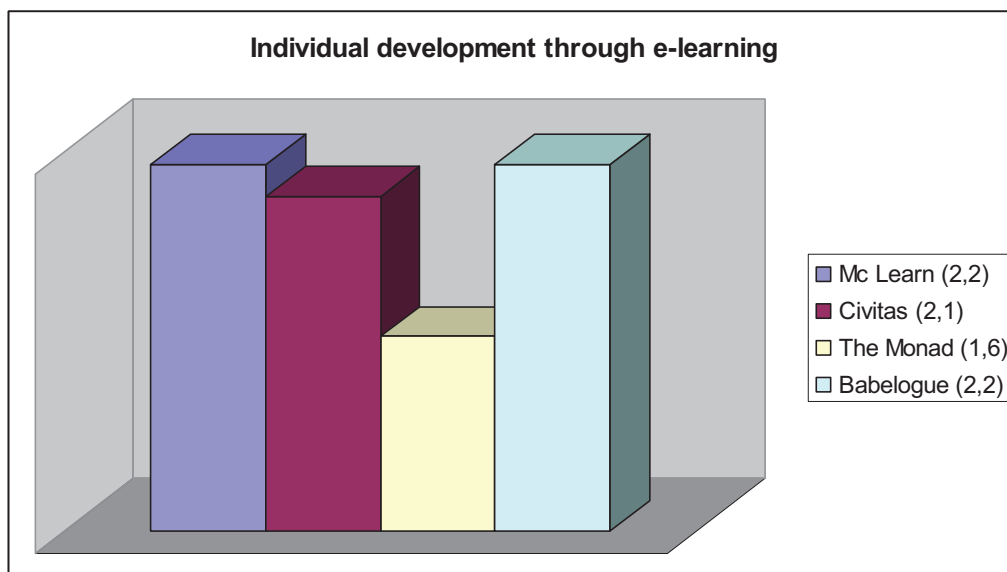 Individual development through e-learning
Mc Learn (2,2)
Civitas (2,1)
The Monad (1,6)
Babelogue (2,2)